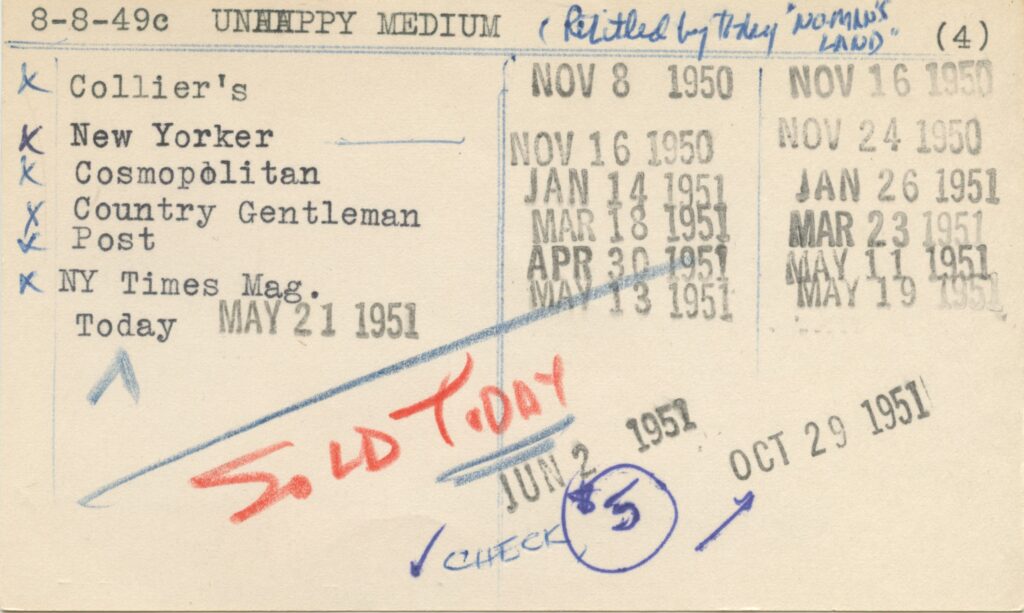 8-8-49c UNHAPPY MEDIUM (Retitled by Today "NO MAN'S LAND" (4)
x Collier's NOV 8 1950 NOV 16 1950
x New Yorker NOV 16 1950 NOV 24 1950
x Cosmopolitan JAN 14 1951 JAN 26 1951
x Country Gentleman MAR 18 1951 MAR 23 1951
✓ Post APR 30 1951 MAY 11 1951
x NY Times Mag. MAY 13 1951 MAY 19 1951
Today MAY 21 1951
SOLD TODAY
JUN 2 1951 OCT 29 1951
✓ CHECK $5